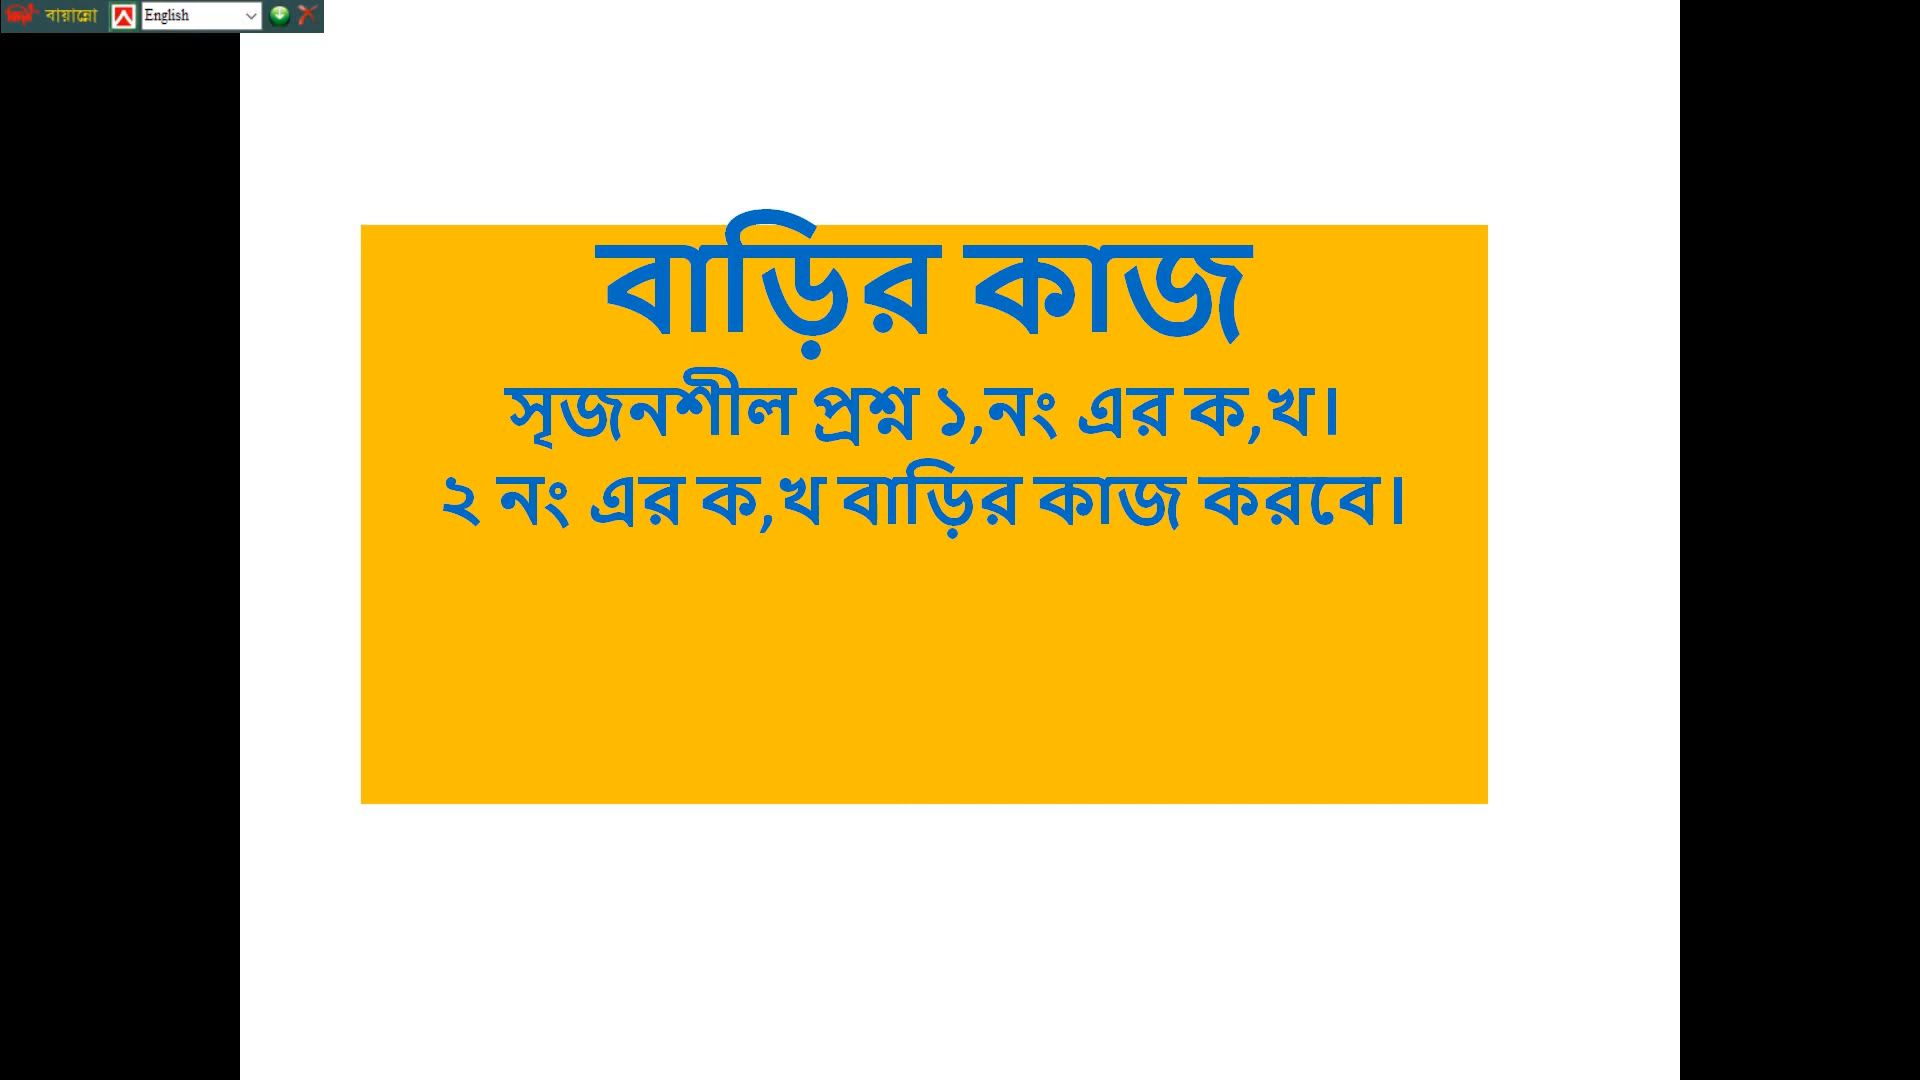 বায়ান্নো English
বাড়ির কাজ
সৃজনশীল প্রশ্ন ১,নং এর ক,খ।
২ নং এর ক,খ বাড়ির কাজ করবে।